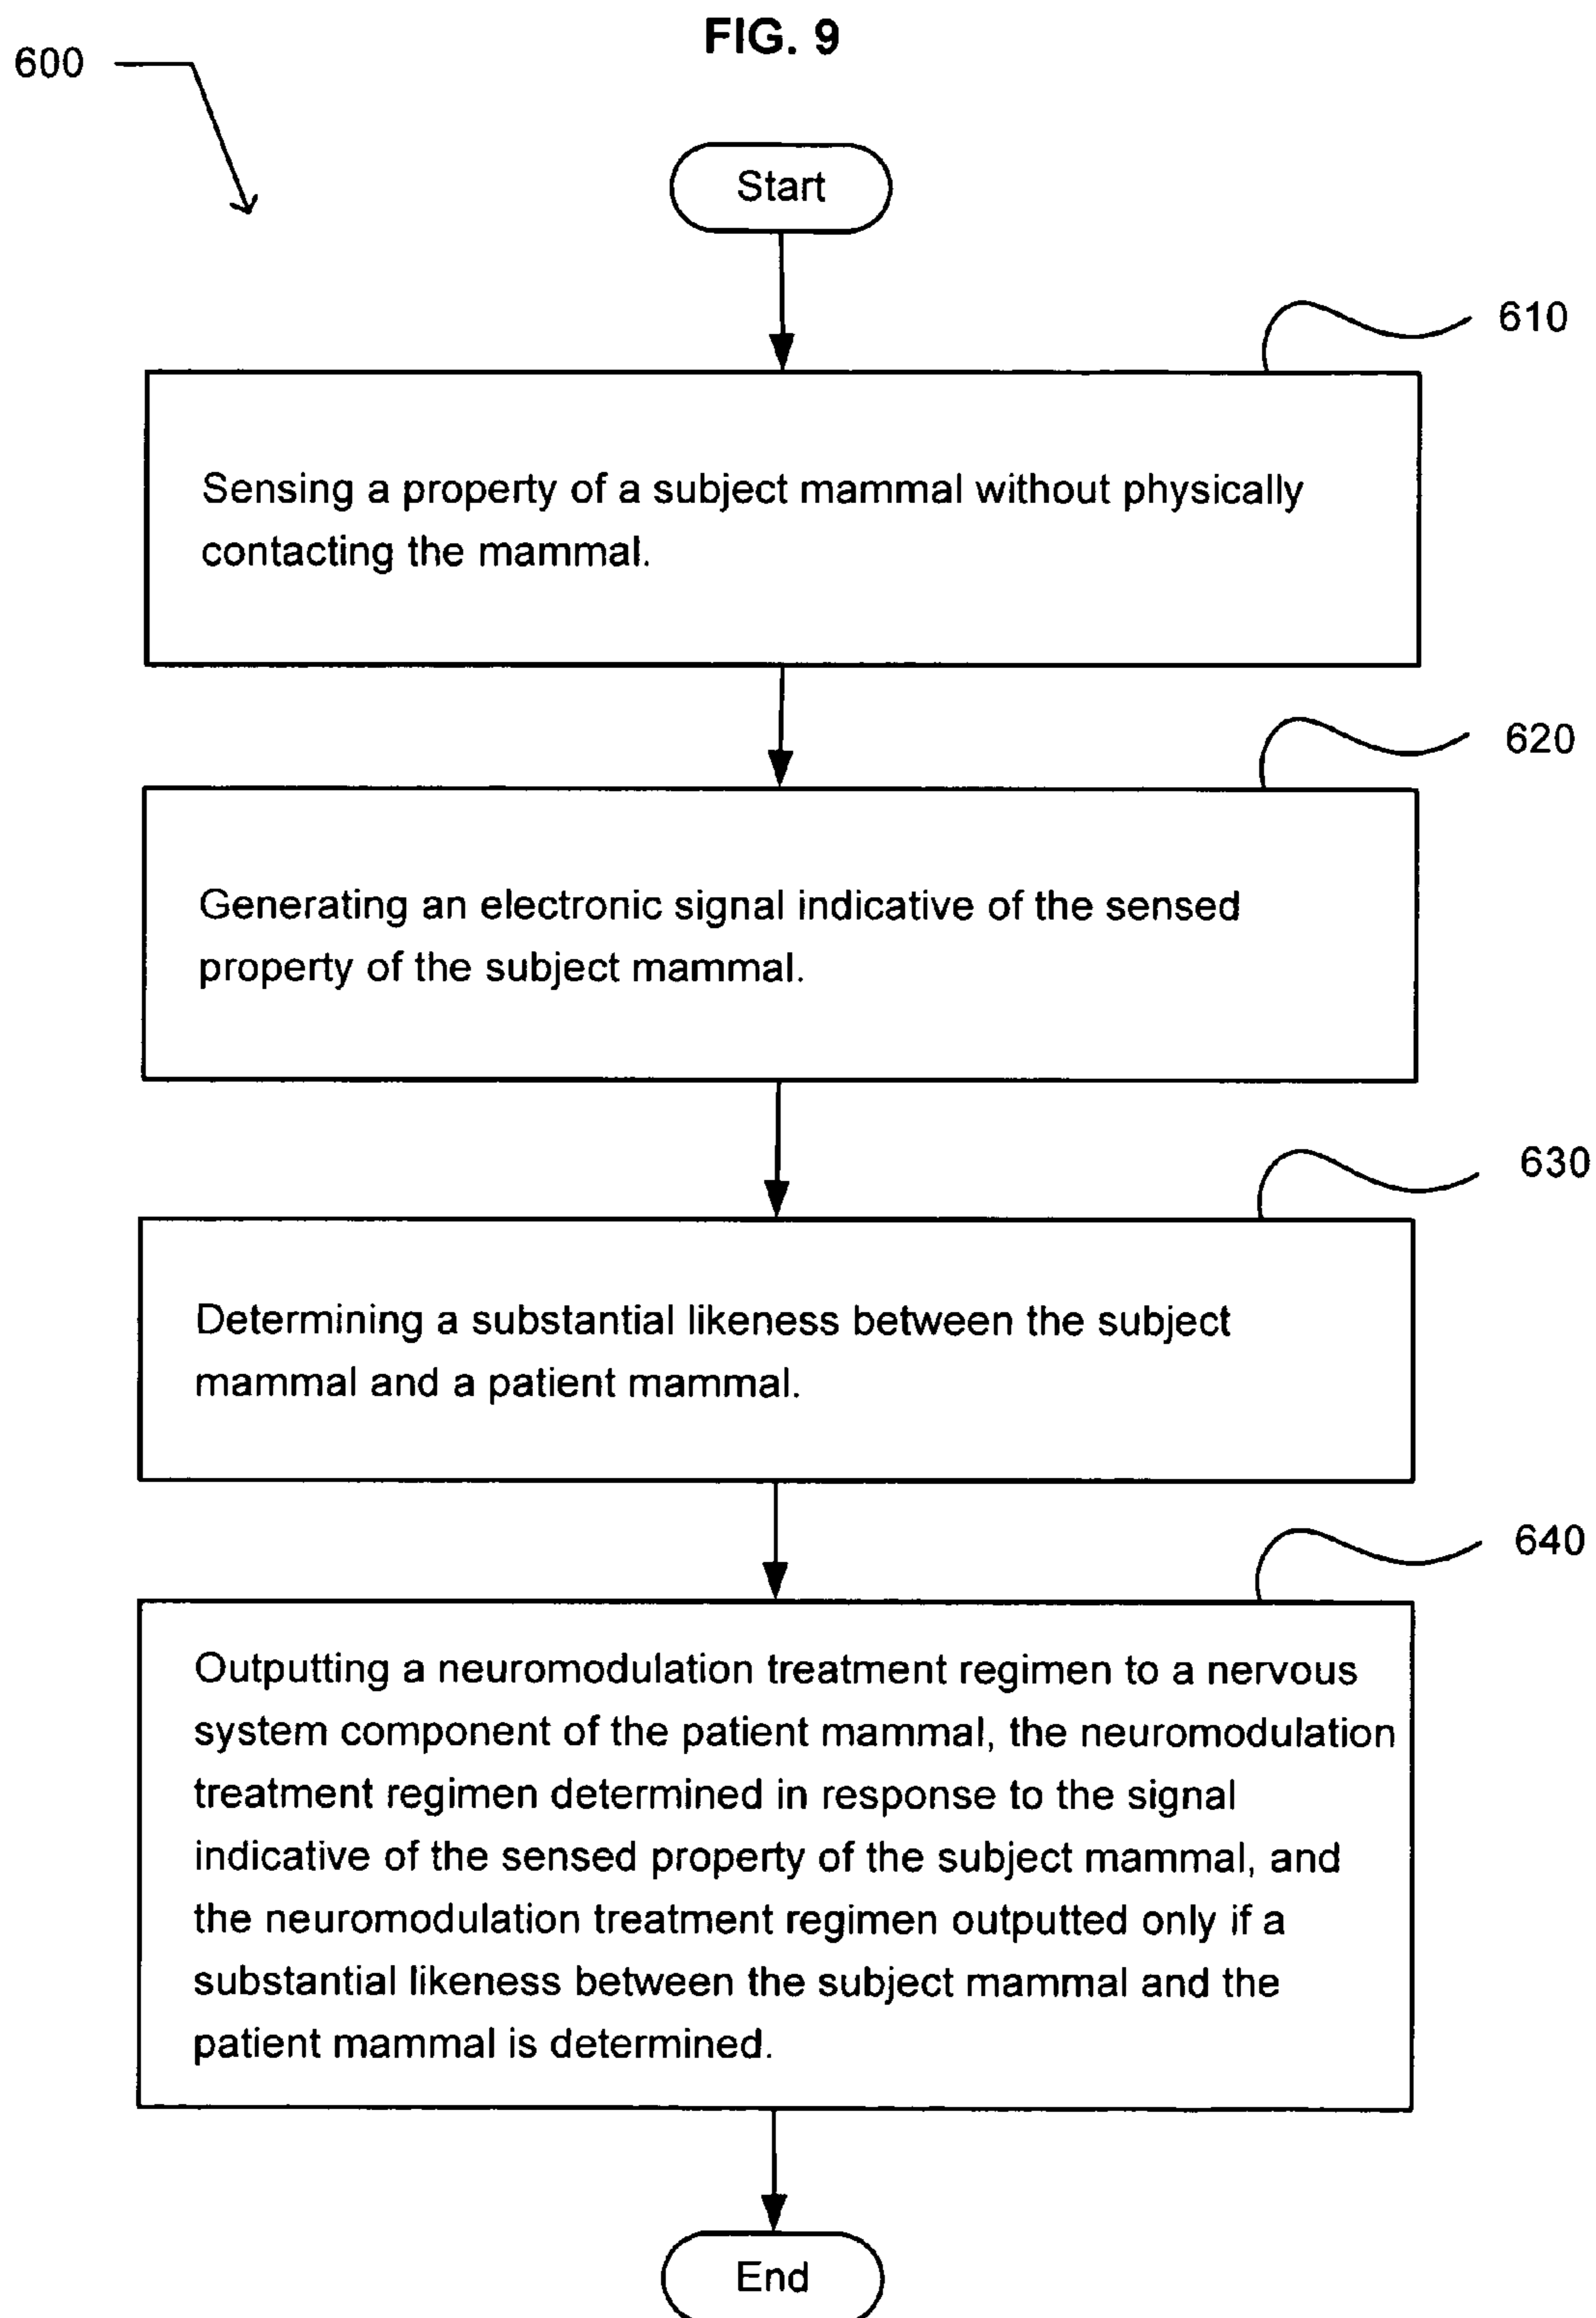 FIG. 9
600
Start
610
Sensing a property of a subject mammal without physically
contacting the mammal.
620
Generating an electronic signal indicative of the sensed
property of the subject mammal.
630
Determining a substantial likeness between the subject
mammal and a patient mammal.
640
Outputting a neuromodulation treatment regimen to a nervous
system component of the patient mammal, the neuromodulation
treatment regimen determined in response to the signal
indicative of the sensed property of the subject mammal, and
the neuromodulation treatment regimen outputted only if a
substantial likeness between the subject mammal and the
patient mammal is determined.
End